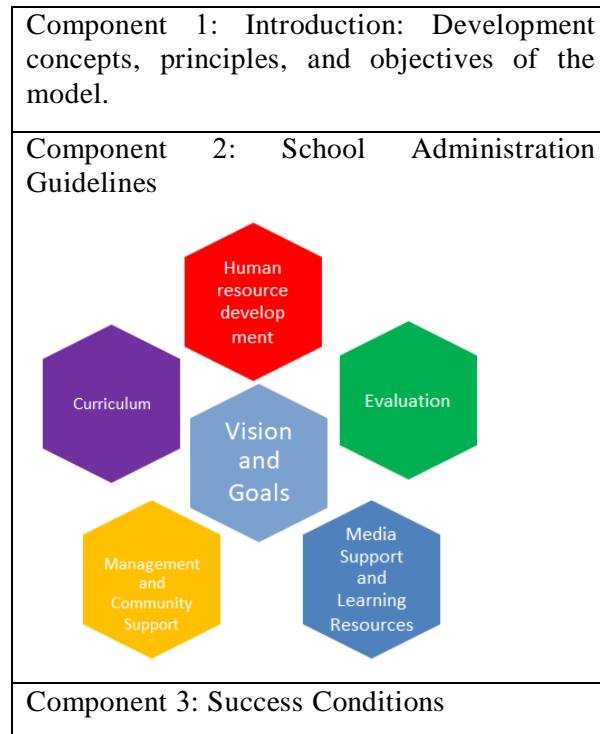 Component 1: Introduction: Development
concepts, principles, and objectives of the
model.
Component 2: School Administration
Guidelines
Human
resource
develop
ment
Curriculum
Evaluation
Vision
and
Goals
Management
and
Community
Support
Media
Support
and
Learning
Resources
Component 3: Success Conditions